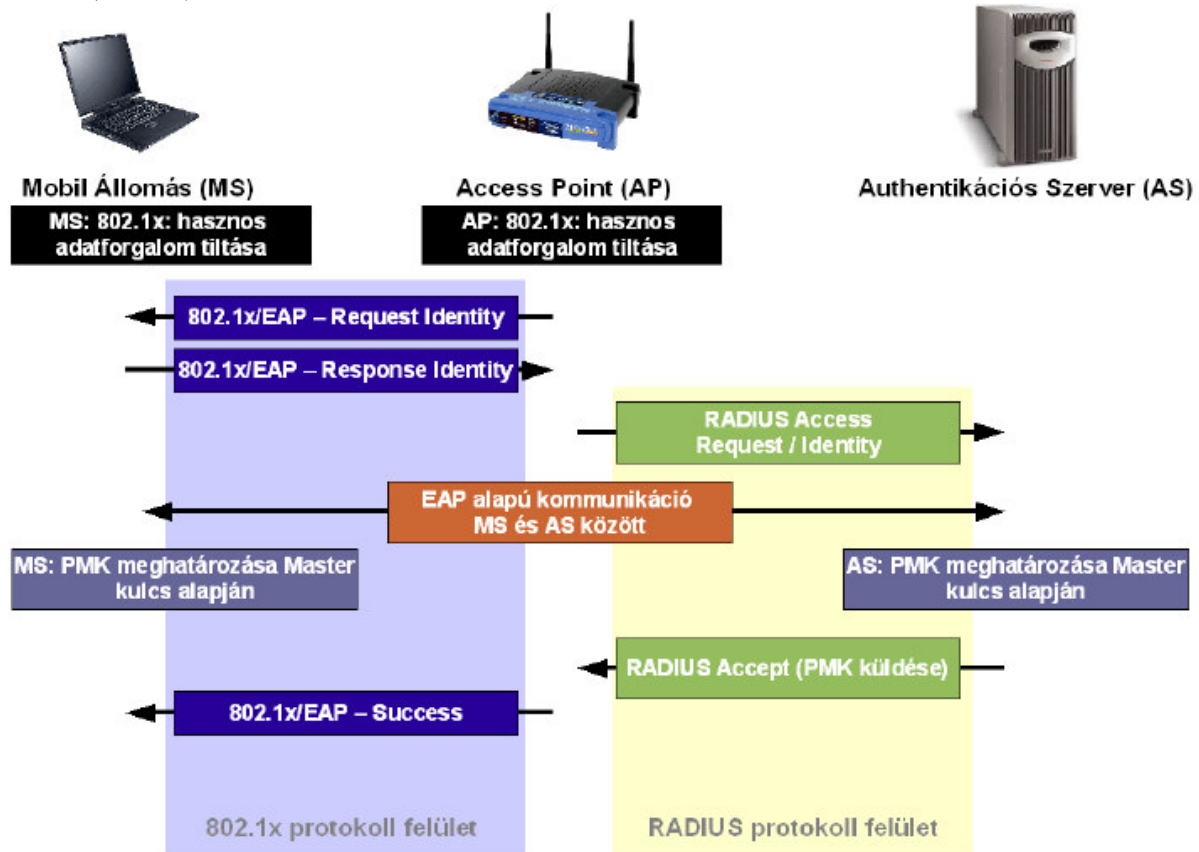 Mobil Állomás (MS)
Access Point (AP)
Authentikációs Szerver (AS)
MS: 802.1x: hasznos
adatforgalom tiltása
AP: 802.1x: hasznos
adatforgalom tiltása
802.1x/EAP – Request Identity
802.1x/EAP – Response Identity
RADIUS Access
Request / Identity
EAP alapú kommunikáció
MS és AS között
MS: PMK meghatározása Master
kulcs alapján
AS: PMK meghatározása Master
kulcs alapján
RADIUS Accept (PMK küldése)
802.1x/EAP – Success
802.1x protokoll felület
RADIUS protokoll felület